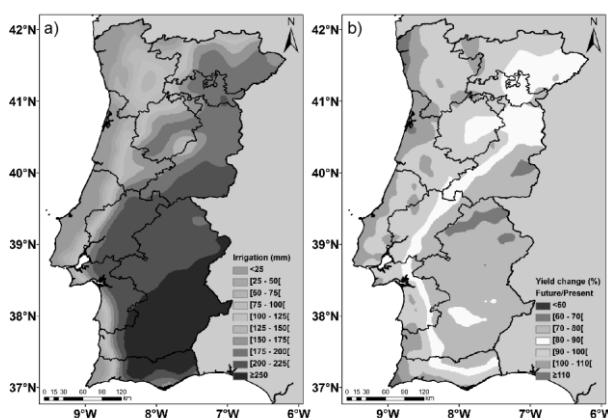 a)
N
42°N
41°N
40°N
39°N
38°N
37°N
Irrigation (mm)
<25
[25 - 50[
[50 - 75[
[75 - 100[
[100 - 125[
[125 - 150[
[150 - 175[
[175 - 200[
[200 - 225[
≥250
0 15 30 60 90 120
km
9°W
8°W
7°W
6°W
b)
N
42°N
41°N
40°N
39°N
38°N
37°N
Yield change (%)
Future/Present
<60
[60 - 70[
[70 - 80[
[80 - 90[
[90 - 100[
[100 - 110[
≥110
0 15 30 60 90 120
km
9°W
8°W
7°W
6°W